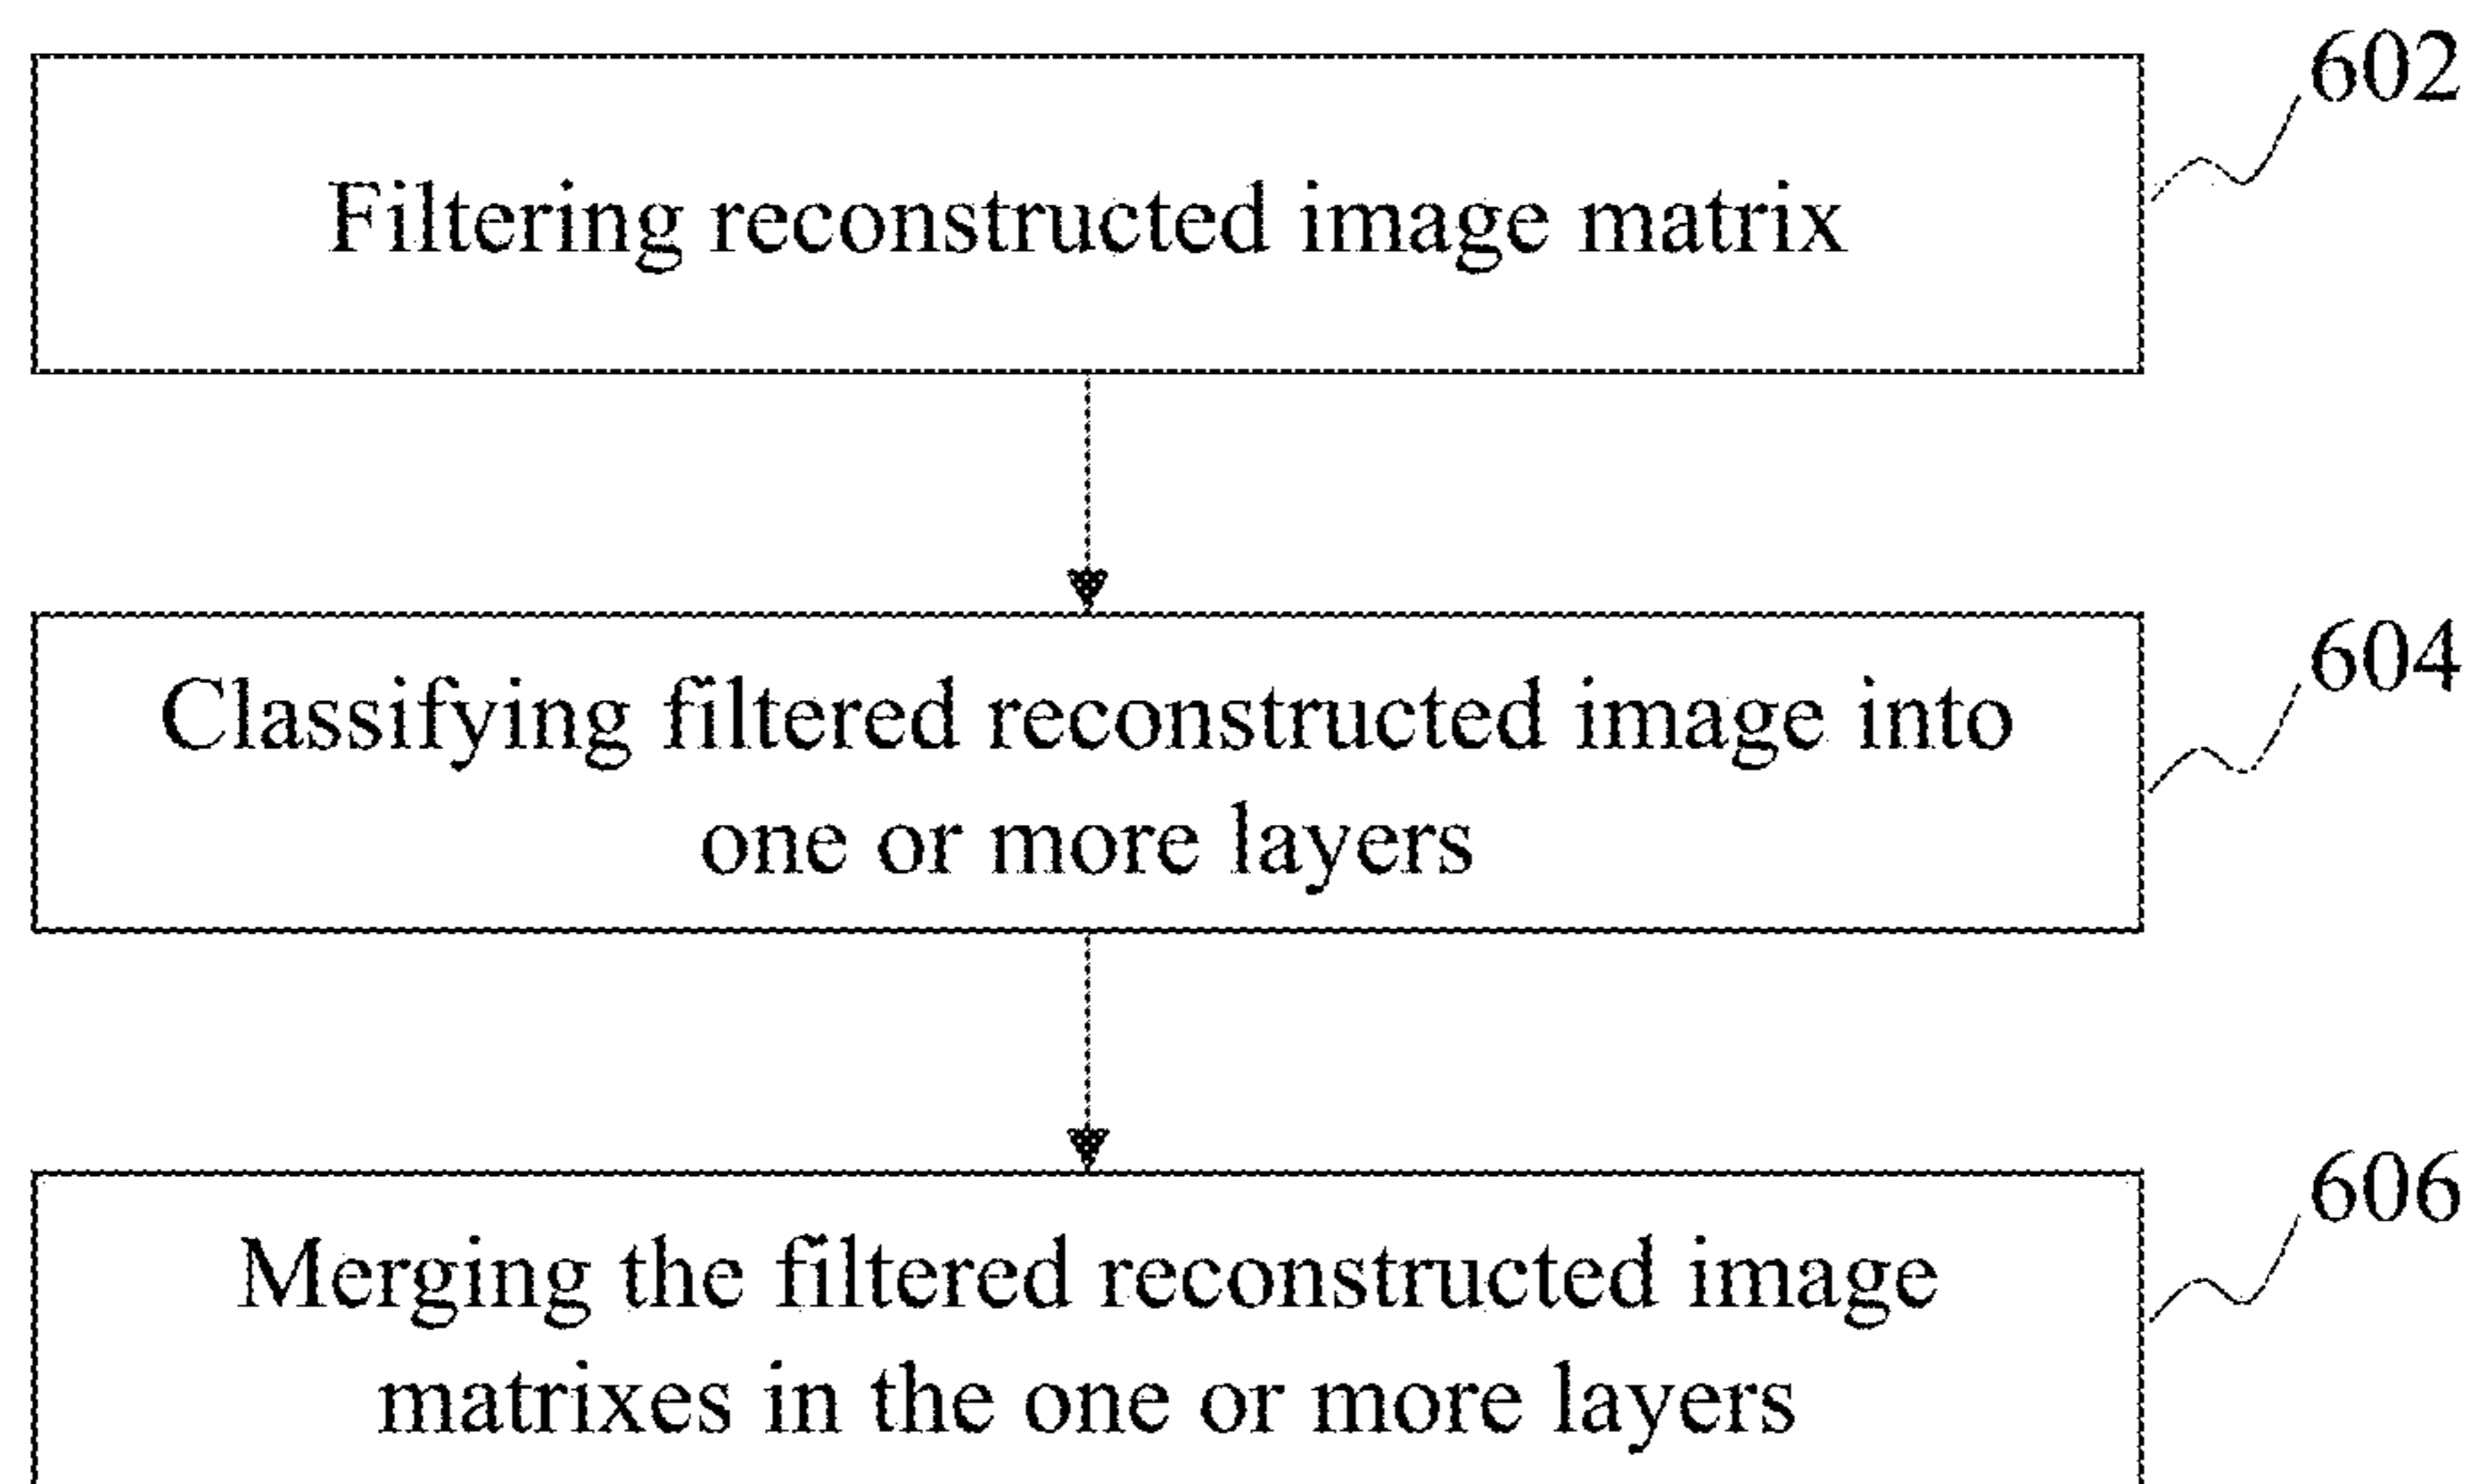 602
Filtering reconstructed image matrix
604
Classifying filtered reconstructed image into
one or more layers
606
Merging the filtered reconstructed image
matrixes in the one or more layers